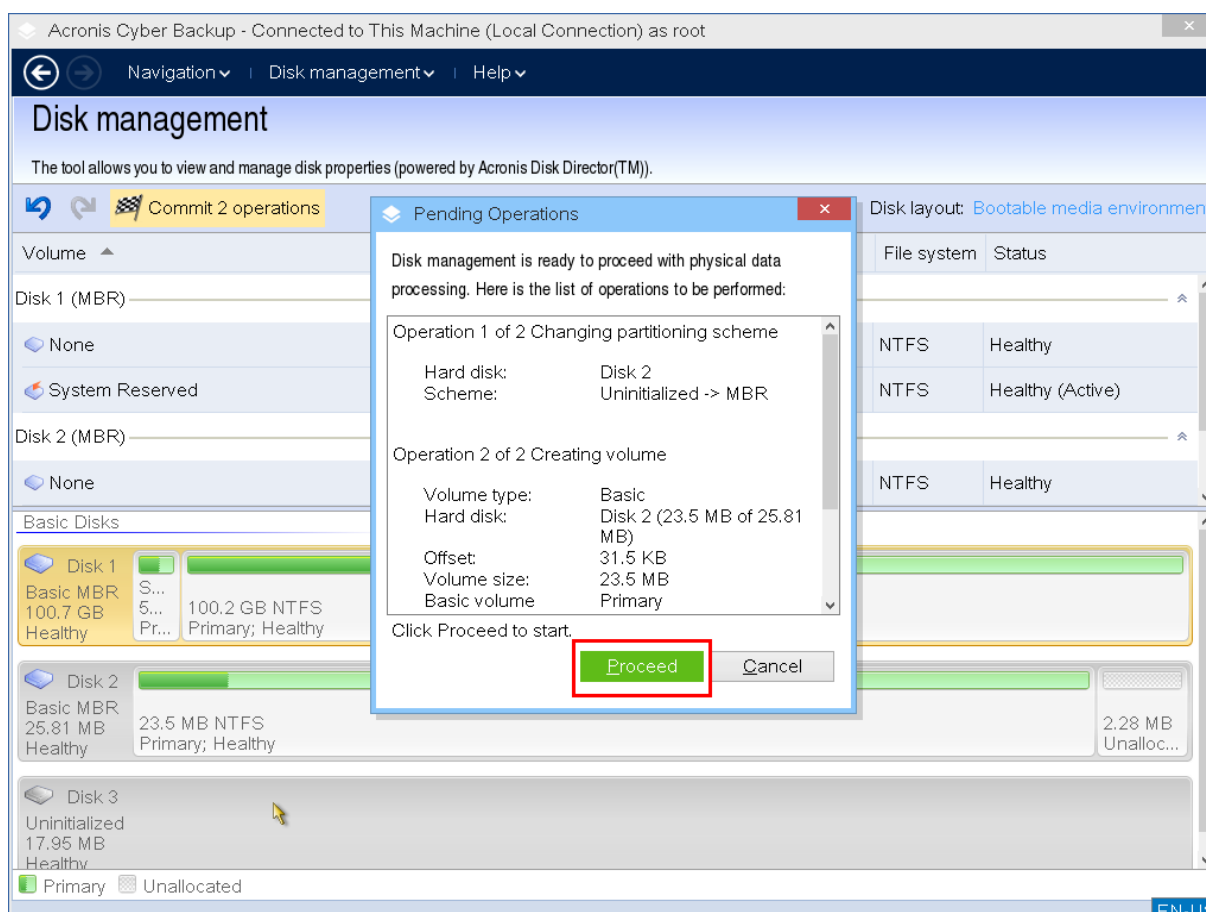 Acronis Cyber Backup - Connected to This Machine (Local Connection) as root
Navigation Disk management Help
Disk management
The tool allows you to view and manage disk properties (powered by Acronis Disk Director(TM)).
Commit 2 operations
Disk layout: Bootable media environmen
Volume File system Status
Disk 1 (MBR)
None NTFS Healthy
System Reserved NTFS Healthy (Active)
Disk 2 (MBR)
None NTFS Healthy
Pending Operations
Disk management is ready to proceed with physical data
processing. Here is the list of operations to be performed:
Operation 1 of 2 Changing partitioning scheme
Hard disk: Disk 2
Scheme: Uninitialized -> MBR
Operation 2 of 2 Creating volume
Volume type: Basic
Hard disk: Disk 2 (23.5 MB of 25.81
MB)
Offset: 31.5 KB
Volume size: 23.5 MB
Basic volume Primary
Click Proceed to start.
Proceed Cancel
Basic Disks
Disk 1
Basic MBR
100.7 GB
Healthy
S...
5...
Pr...
100.2 GB NTFS
Primary; Healthy
Disk 2
Basic MBR
25.81 MB
Healthy
23.5 MB NTFS
Primary; Healthy
2.28 MB
Unalloc...
Disk 3
Uninitialized
17.95 MB
Healthy
Primary Unallocated
EN-US